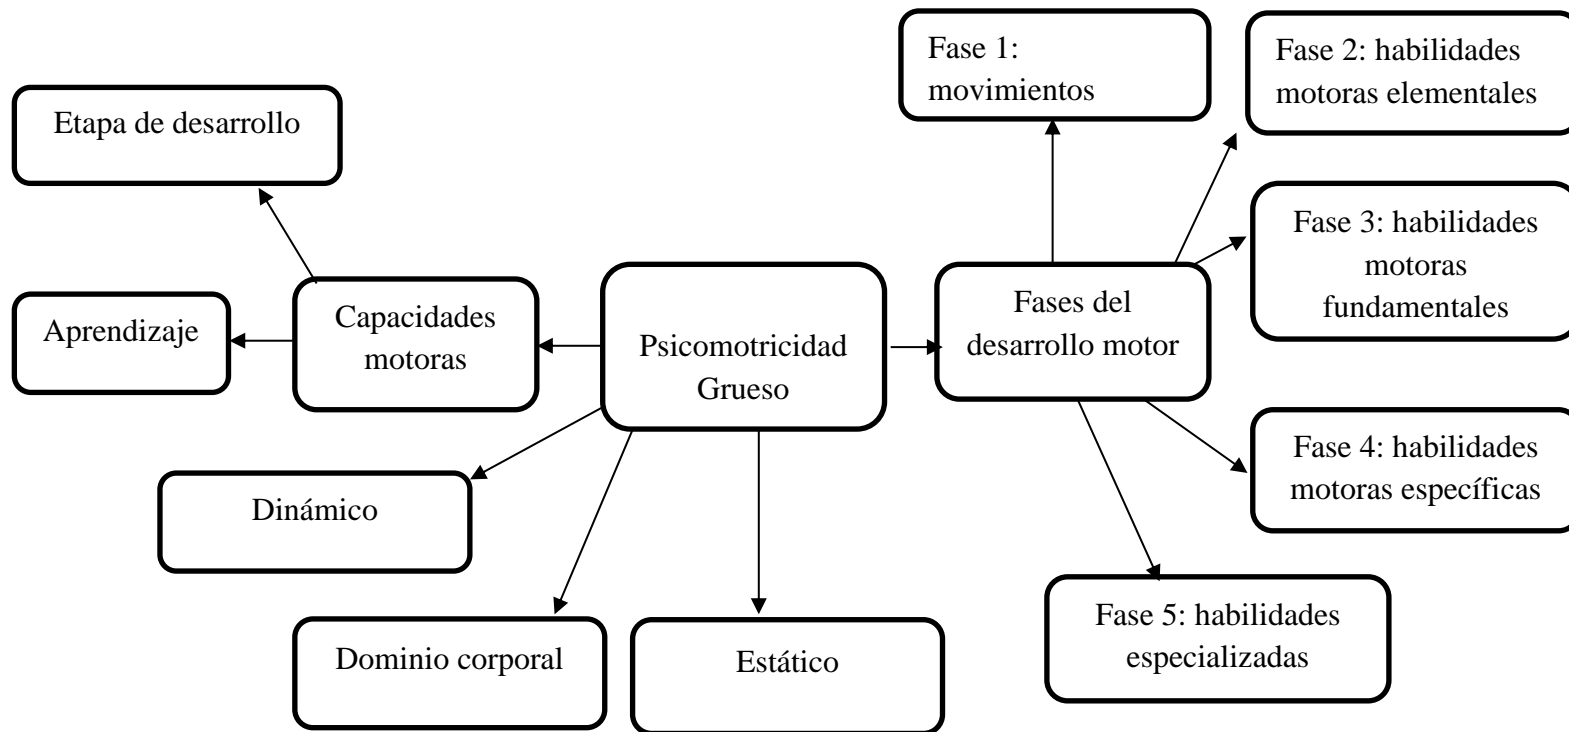 Fase 1:
movimientos
Fase 2: habilidades
motoras elementales
Etapa de desarrollo
Fase 3: habilidades
motoras
fundamentales
Aprendizaje
Capacidades
motoras
Psicomotricidad
Grueso
Fases del
desarrollo motor
Fase 4: habilidades
motoras específicas
Dinámico
Fase 5: habilidades
especializadas
Dominio corporal
Estático